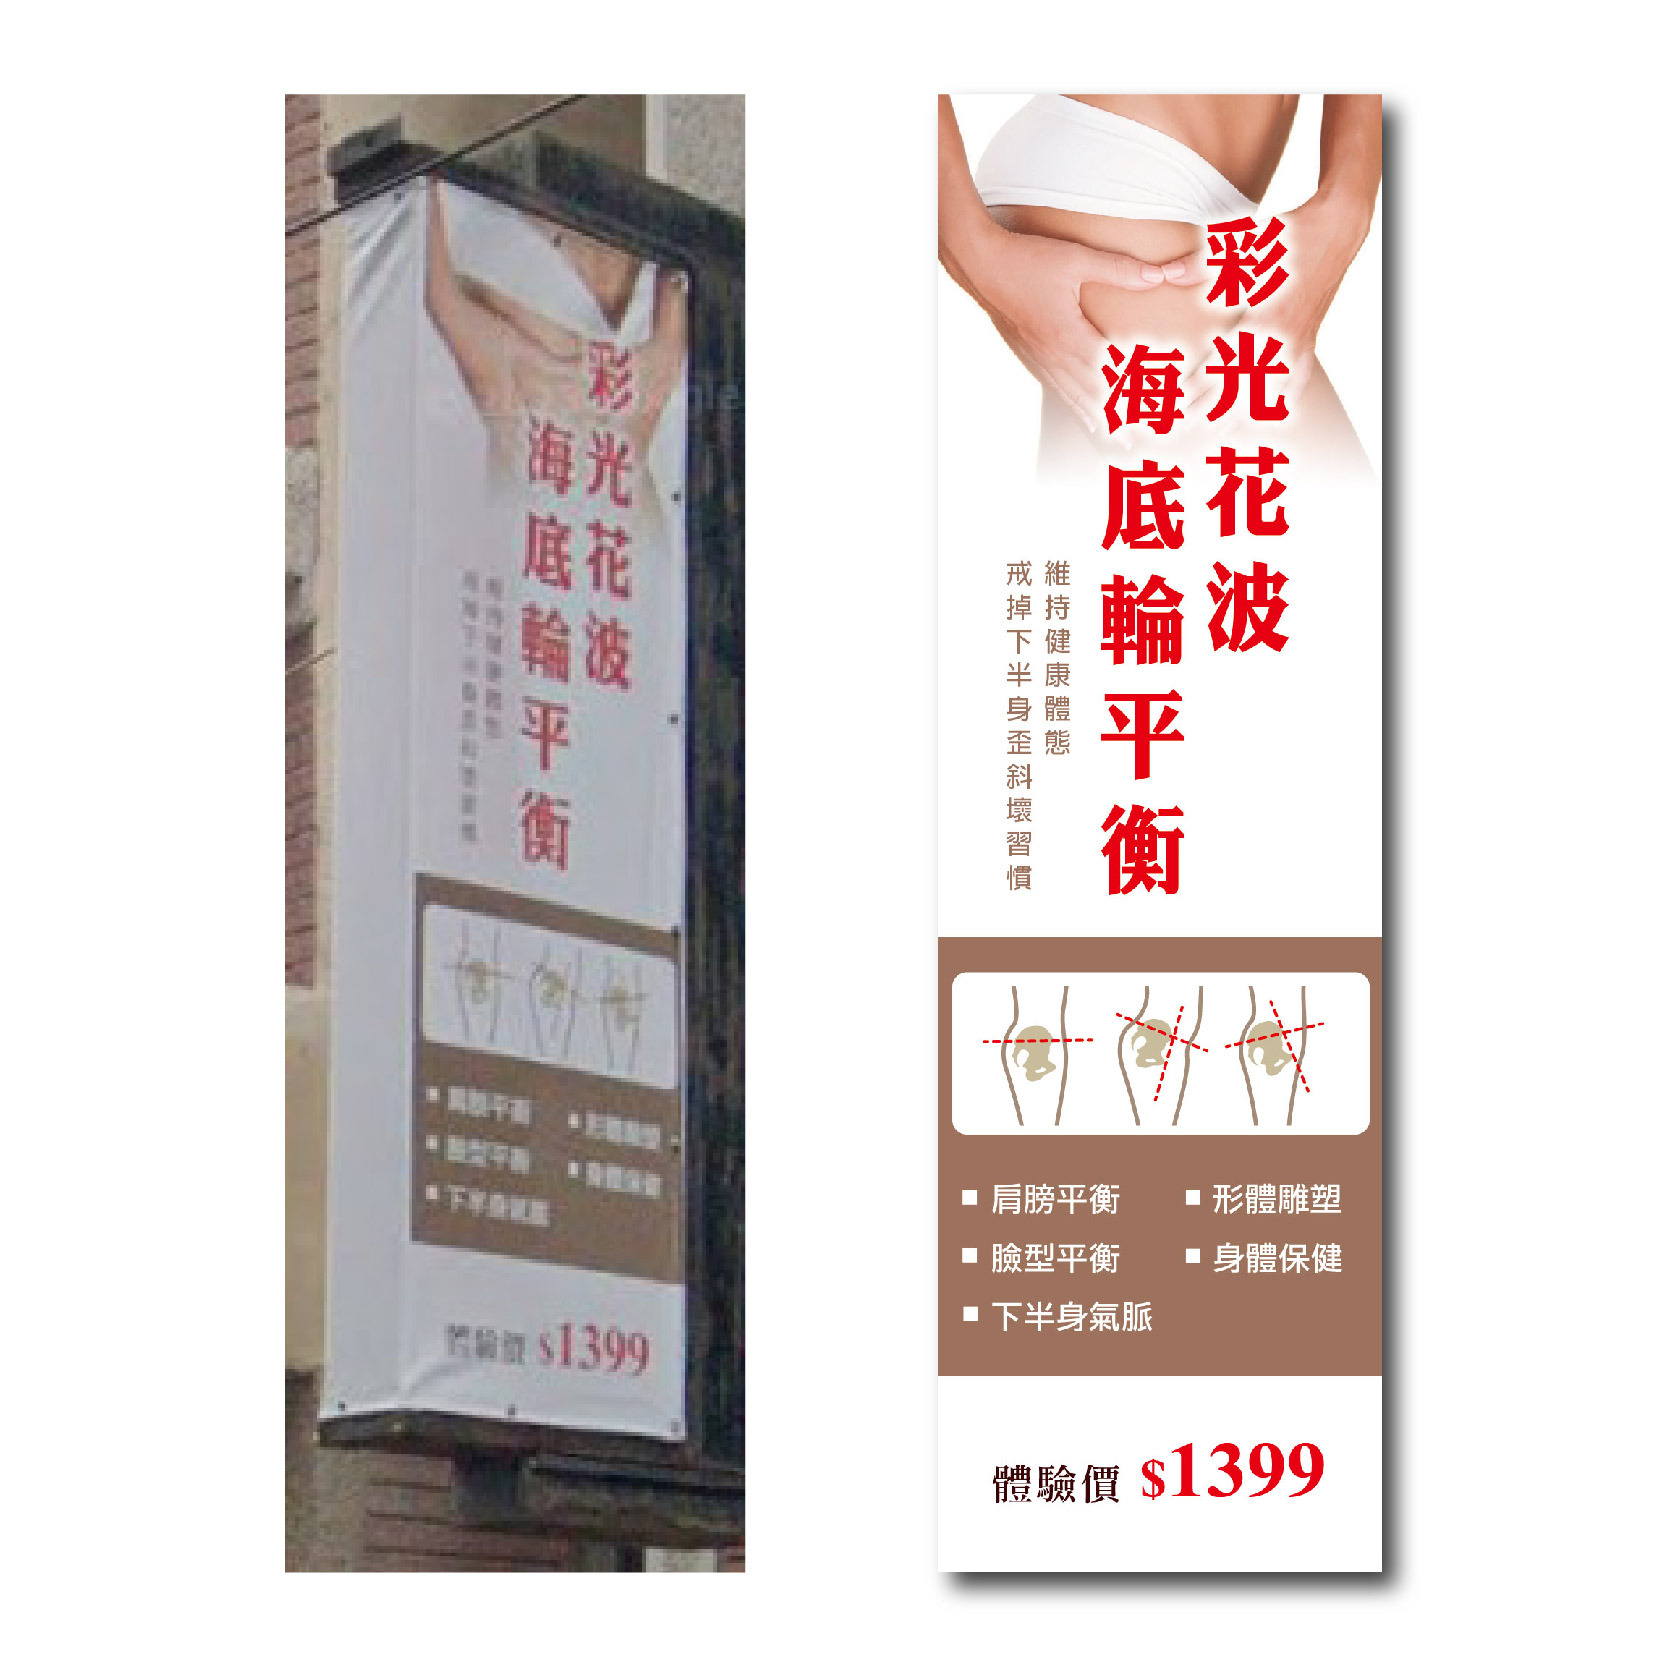 彩光花波
海底輪平衡
體驗價 $1399
彩光花波
海底輪平衡
維持健康體態
戒掉下半身歪斜壞習慣
肩膀平衡
形體雕塑
臉型平衡
身體保健
下半身氣脈
體驗價 $1399